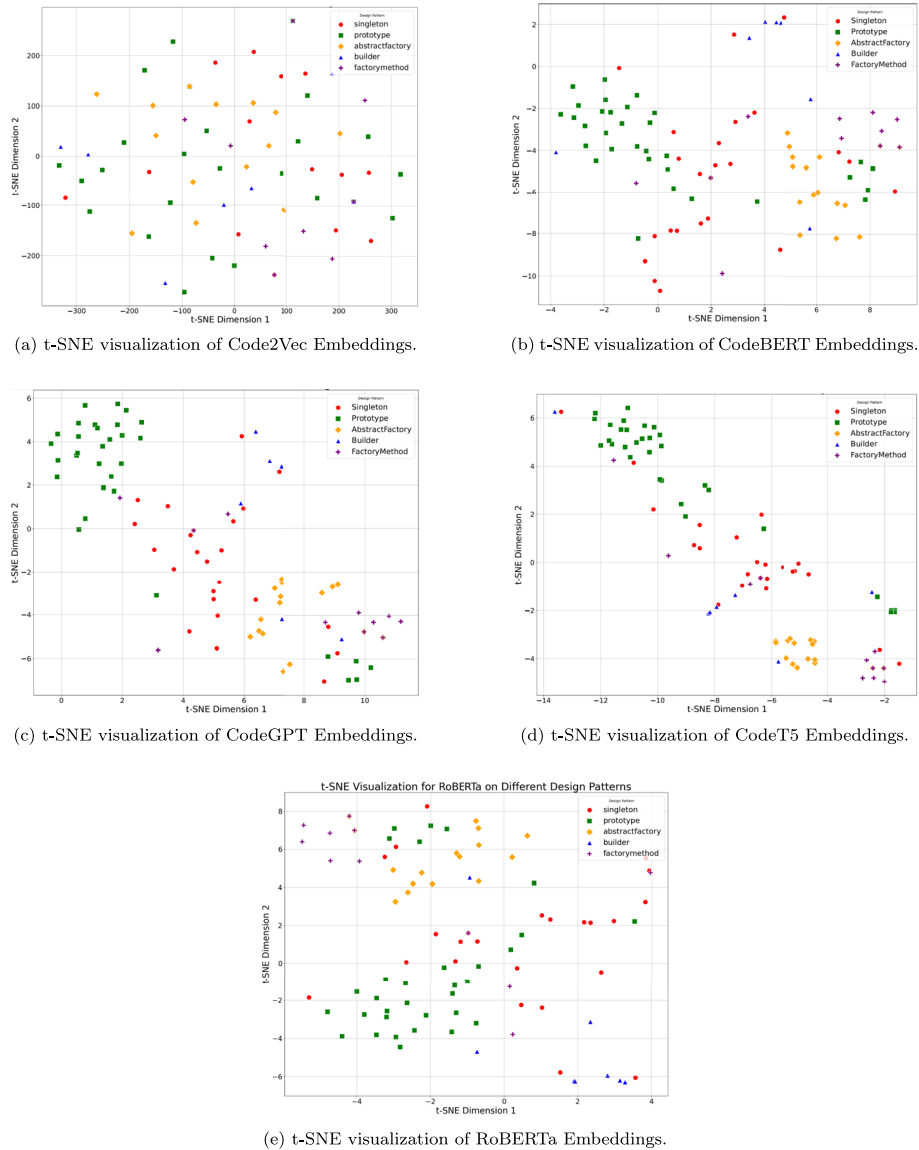 Design Pattern
singleton
prototype
abstractfactory
builder
factorymethod
200
100
0
−100
−200
t-SNE Dimension 2
−300
−200
−100
0
100
200
300
t-SNE Dimension 1
(a) t-SNE visualization of Code2Vec Embeddings.
Design Pattern
Singleton
Prototype
AbstractFactory
Builder
FactoryMethod
2
0
−2
−4
−6
−8
−10
t-SNE Dimension 2
−4
−2
0
2
4
6
8
t-SNE Dimension 1
(b) t-SNE visualization of CodeBERT Embeddings.
Design Pattern
Singleton
Prototype
AbstractFactory
Builder
FactoryMethod
6
4
2
0
−2
−4
−6
t-SNE Dimension 2
0
2
4
6
8
10
t-SNE Dimension 1
(c) t-SNE visualization of CodeGPT Embeddings.
Design Pattern
Singleton
Prototype
AbstractFactory
Builder
FactoryMethod
6
4
2
0
−2
−4
t-SNE Dimension 2
−14
−12
−10
−8
−6
−4
−2
t-SNE Dimension 1
(d) t-SNE visualization of CodeT5 Embeddings.
t-SNE Visualization for RoBERTa on Different Design Patterns
Design Pattern
singleton
prototype
abstractfactory
builder
factorymethod
8
6
4
2
0
−2
−4
−6
t-SNE Dimension 2
−4
−2
0
2
4
t-SNE Dimension 1
(e) t-SNE visualization of RoBERTa Embeddings.